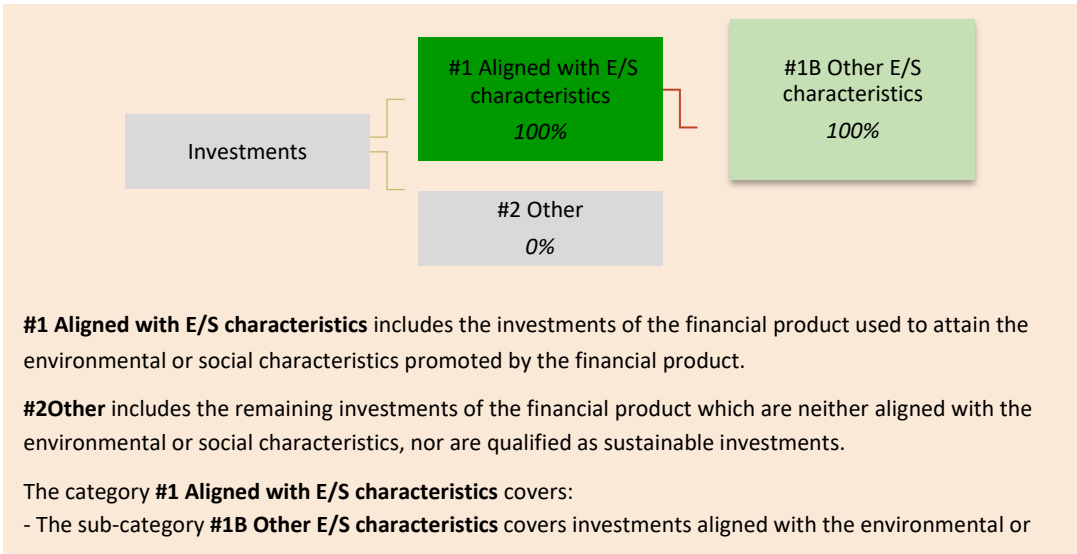 #1 Aligned with E/S
characteristics
100%
#1B Other E/S
characteristics
100%
Investments
#2 Other
0%
#1 Aligned with E/S characteristics includes the investments of the financial product used to attain the
environmental or social characteristics promoted by the financial product.
#2Other includes the remaining investments of the financial product which are neither aligned with the
environmental or social characteristics, nor are qualified as sustainable investments.
The category #1 Aligned with E/S characteristics covers:
- The sub-category #1B Other E/S characteristics covers investments aligned with the environmental or